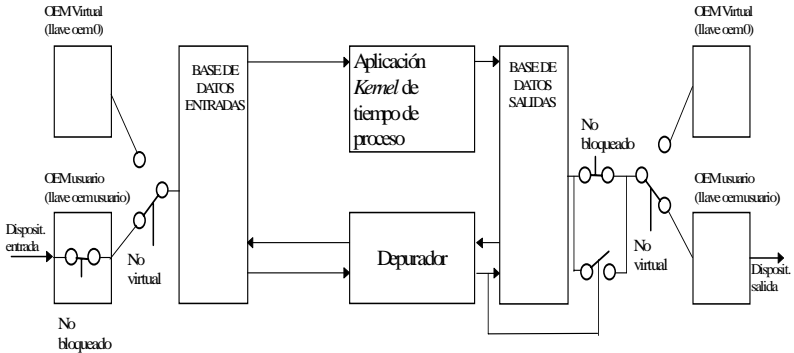 OEM Virtual
(llave oem0)
OEM Virtual
(llave oem0)
BASE DE
DATOS
ENTRADAS
Aplicación
Kernel de
tiempo de
proceso
BASE DE
DATOS
SALIDAS
No
bloqueado
OEM usuario
(llave oem usuario)
OEM usuario
(llave oem usuario)
Disposit.
entrada
No
virtual
Depurador
No
virtual
Disposit.
salida
No
bloqueado